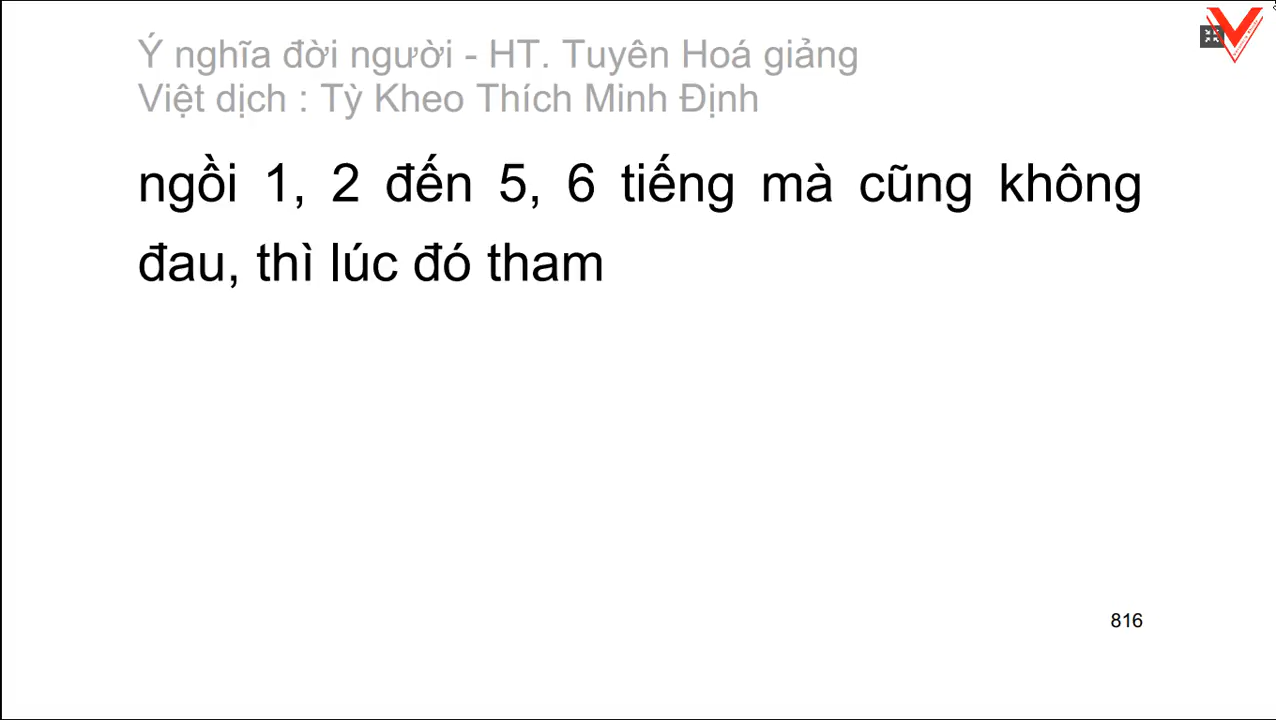 Ý nghĩa đời người - HT. Tuyên Hoá giảng
Việt dịch : Tỳ Kheo Thích Minh Định
ngồi 1, 2 đến 5, 6 tiếng mà cũng không
đau, thì lúc đó tham
816